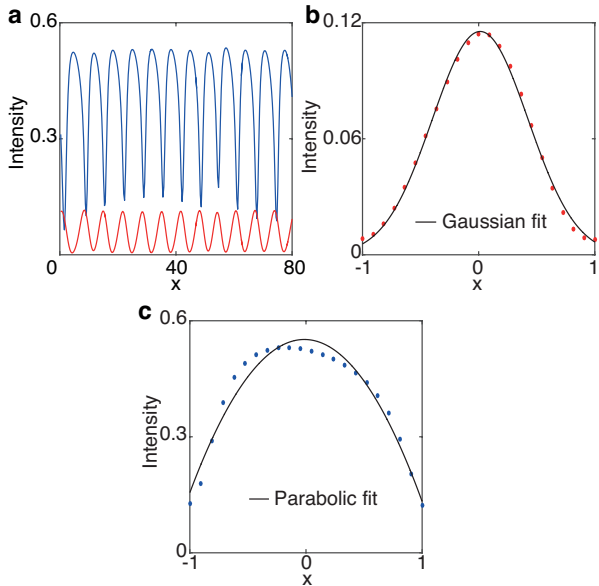 a
0.6
0.3
0
0
40
80
Intensity
x
b
0.12
0.06
0
-1
0
1
Intensity
x
Gaussian fit
c
0.6
0.3
0
-1
0
1
Intensity
x
Parabolic fit